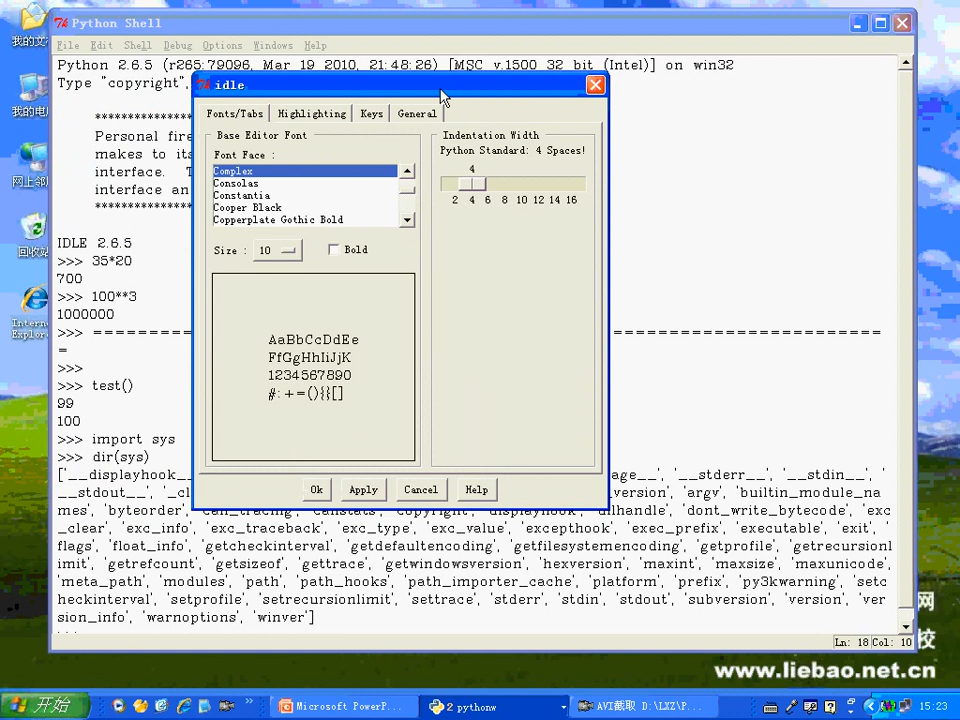 Python Shell
File Edit Shell Debug Options Windows Help
Python 2.6.5 (r265:79096, Mar 19 2010, 21:48:26) [MSC v.1500 32 bit (Intel)] on win32
Type "copyright",
****************
Personal fire
makes to its
interface. T
interface an
****************
IDLE 2.6.5
>>> 35*20
700
>>> 100**3
1000000
>>> ================================ ================================
=
>>>
>>> test()
99
100
>>> import sys
>>> dir(sys)
['__displayhook__ age__', '__stderr__', '__stdin__', '
__stdout__', '_cl version', 'argv', 'builtin_module_na
mes', 'byteorder', 'call_tracing', 'callstats', 'copyright', 'displayhook', 'dllhandle', 'dont_write_bytecode', 'exc
_clear', 'exc_info', 'exc_traceback', 'exc_type', 'exc_value', 'excepthook', 'exec_prefix', 'executable', 'exit', '
flags', 'float_info', 'getcheckinterval', 'getdefaultencoding', 'getfilesystemencoding', 'getprofile', 'getrecursionl
imit', 'getrefcount', 'getsizeof', 'gettrace', 'getwindowsversion', 'hexversion', 'maxint', 'maxsize', 'maxunicode',
'meta_path', 'modules', 'path', 'path_hooks', 'path_importer_cache', 'platform', 'prefix', 'py3kwarning', 'setc
heckinterval', 'setprofile', 'setrecursionlimit', 'settrace', 'stderr', 'stdin', 'stdout', 'subversion', 'version', 'ver
sion_info', 'warnoptions', 'winver']
>>>
Ln: 18 Col: 10
idle
Fonts/Tabs Highlighting Keys General
Base Editor Font
Font Face :
Complex
Consolas
Constantia
Cooper Black
Copperplate Gothic Bold
Size : 10 Bold
AaBbCcDdEe
FfGgHhIiJjK
1234567890
#:+=(){}[]
Indentation Width
Python Standard: 4 Spaces!
4
2 4 6 8 10 12 14 16
Ok Apply Cancel Help
我的文
我的电
网上邻
回收站
Intern
Explor
网
校
www.liebao.net.cn
开始
Microsoft PowerP...
2 pythonw
AVI截取 D:\LXZ\P...
15:23